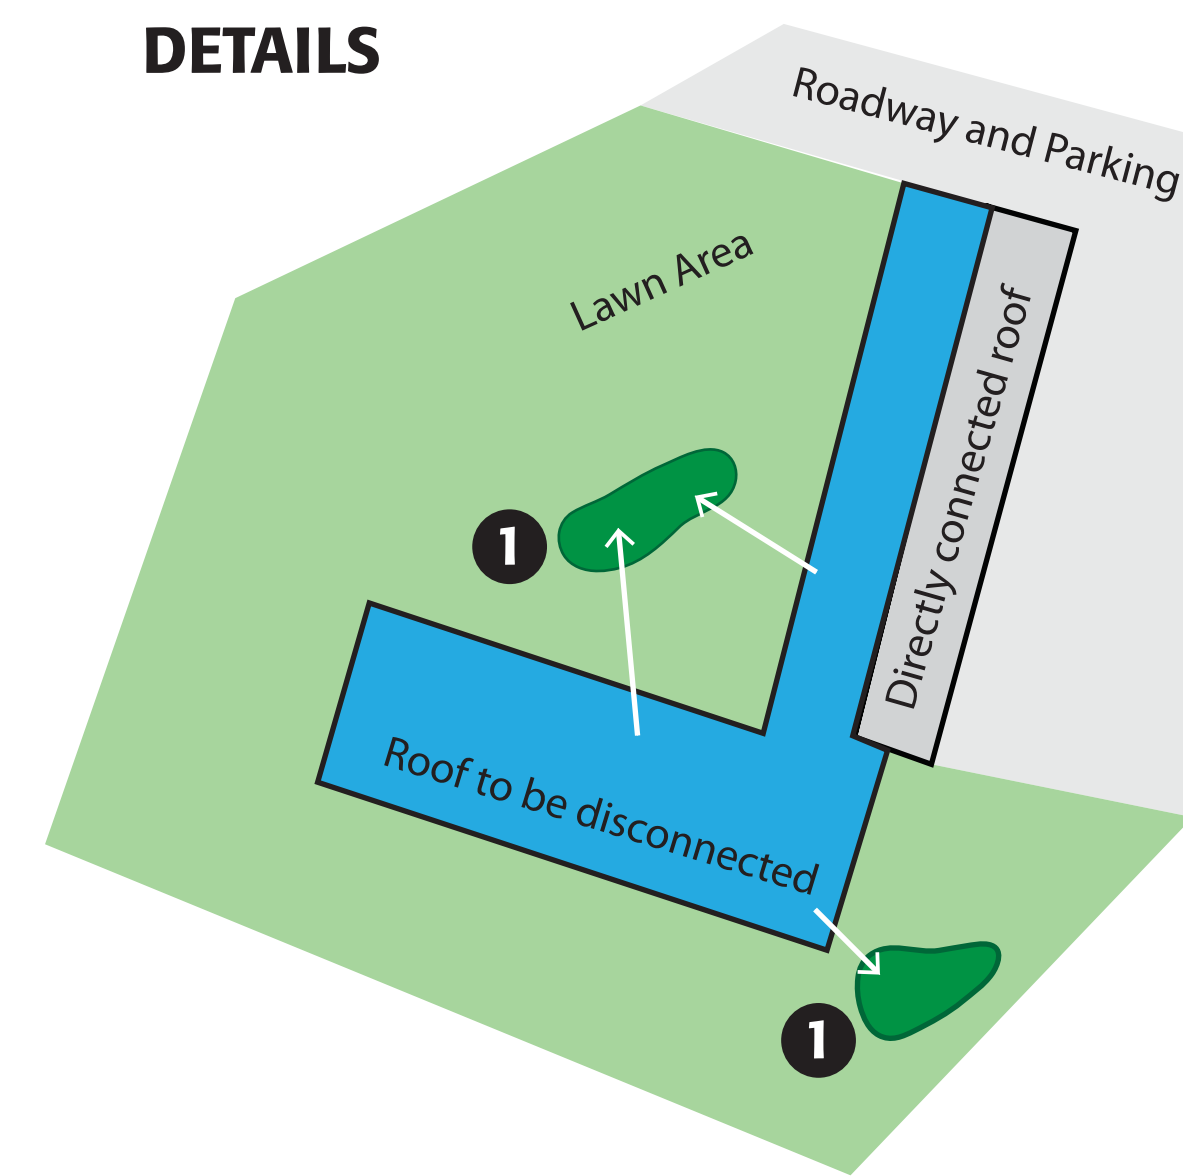 DETAILS
Roadway and Parking
Lawn Area
Directly connected roof
1
Roof to be disconnected
1